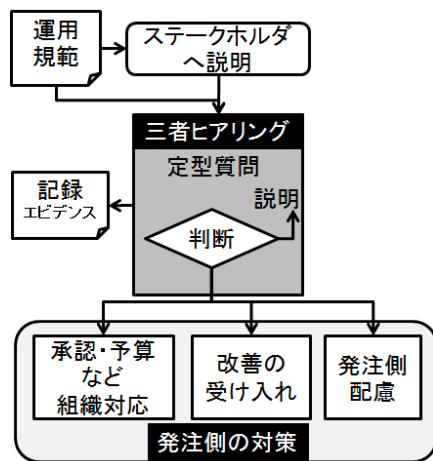 運用
規範
ステークホルダ
へ説明
三者ヒアリング
定型質問
説明
判断
記録
エビデンス
承認・予算
など
組織対応
改善の
受け入れ
発注側
配慮
発注側の対策